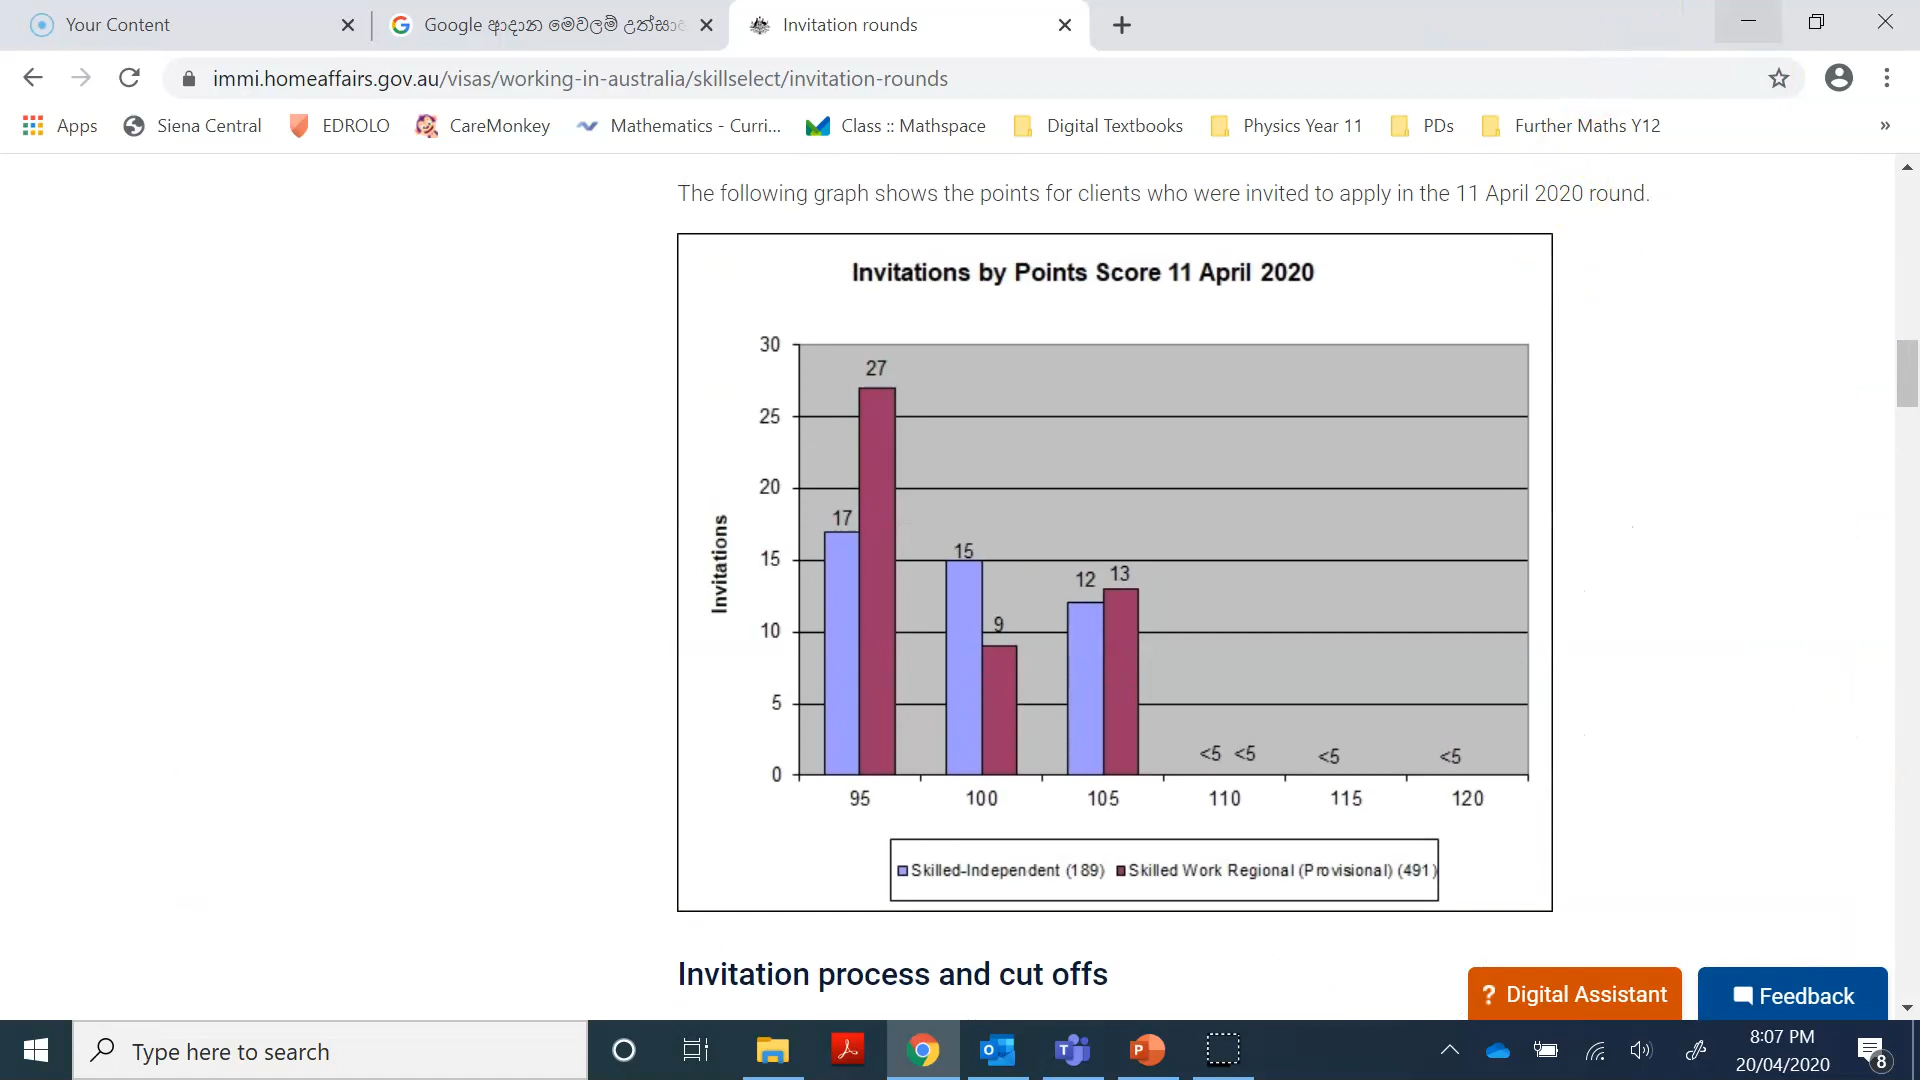 Your Content
Google ආදාන මෙවලම් උත්සාහ
Invitation rounds
immi.homeaffairs.gov.au/visas/working-in-australia/skillselect/invitation-rounds
Apps Siena Central EDROLO CareMonkey Mathematics - Curri... Class :: Mathspace Digital Textbooks Physics Year 11 PDs Further Maths Y12 »
The following graph shows the points for clients who were invited to apply in the 11 April 2020 round.
Invitations by Points Score 11 April 2020
Invitations
30
25
20
15
10
5
0
17 27
15 9
12 13
<5 <5
<5
<5
95 100 105 110 115 120
Skilled-Independent (189) Skilled Work Regional (Provisional) (491)
Invitation process and cut offs
? Digital Assistant
Feedback
Type here to search
8:07 PM
20/04/2020
8